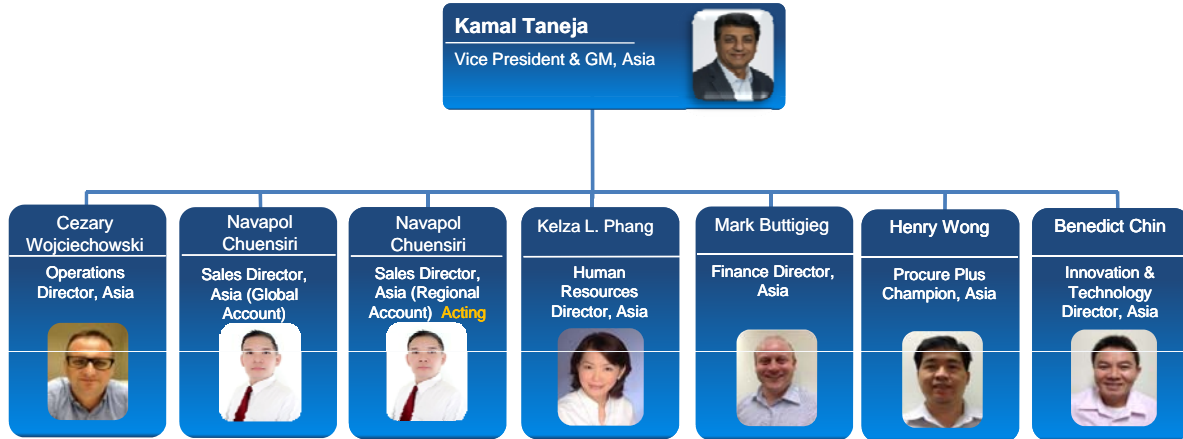 Kamal Taneja
Vice President & GM, Asia
Cezary
Wojciechowski
Operations
Director, Asia
Navapol
Chuensiri
Sales Director,
Asia (Global
Account)
Navapol
Chuensiri
Sales Director,
Asia (Regional
Account) Acting
Kelza L. Phang
Human
Resources
Director, Asia
Mark Buttigieg
Finance Director,
Asia
Henry Wong
Procure Plus
Champion, Asia
Benedict Chin
Innovation &
Technology
Director, Asia